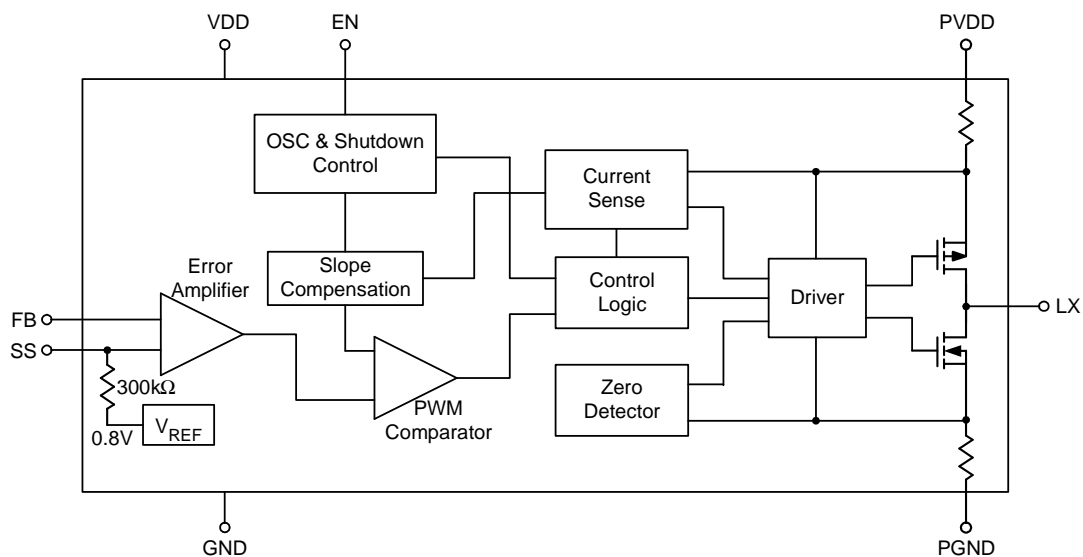 VDD
EN
PVDD
OSC & Shutdown
Control
Current
Sense
Error
Amplifier
Slope
Compensation
Control
Logic
Driver
LX
FB
SS
300kΩ
0.8V
VREF
PWM
Comparator
Zero
Detector
GND
PGND